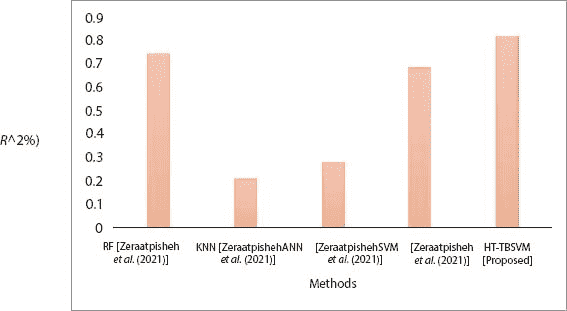 0.9
0.8
0.7
0.6
0.5
0.4
0.3
0.2
0.1
0
R^2%)
RF [Zeraatpisheh KNN [ZeraatpishehANN [ZeraatpishehSVM [Zeraatpisheh HT-TBSVM
et al. (2021)] et al. (2021)] et al. (2021)] et al. (2021)] [Proposed]
Methods